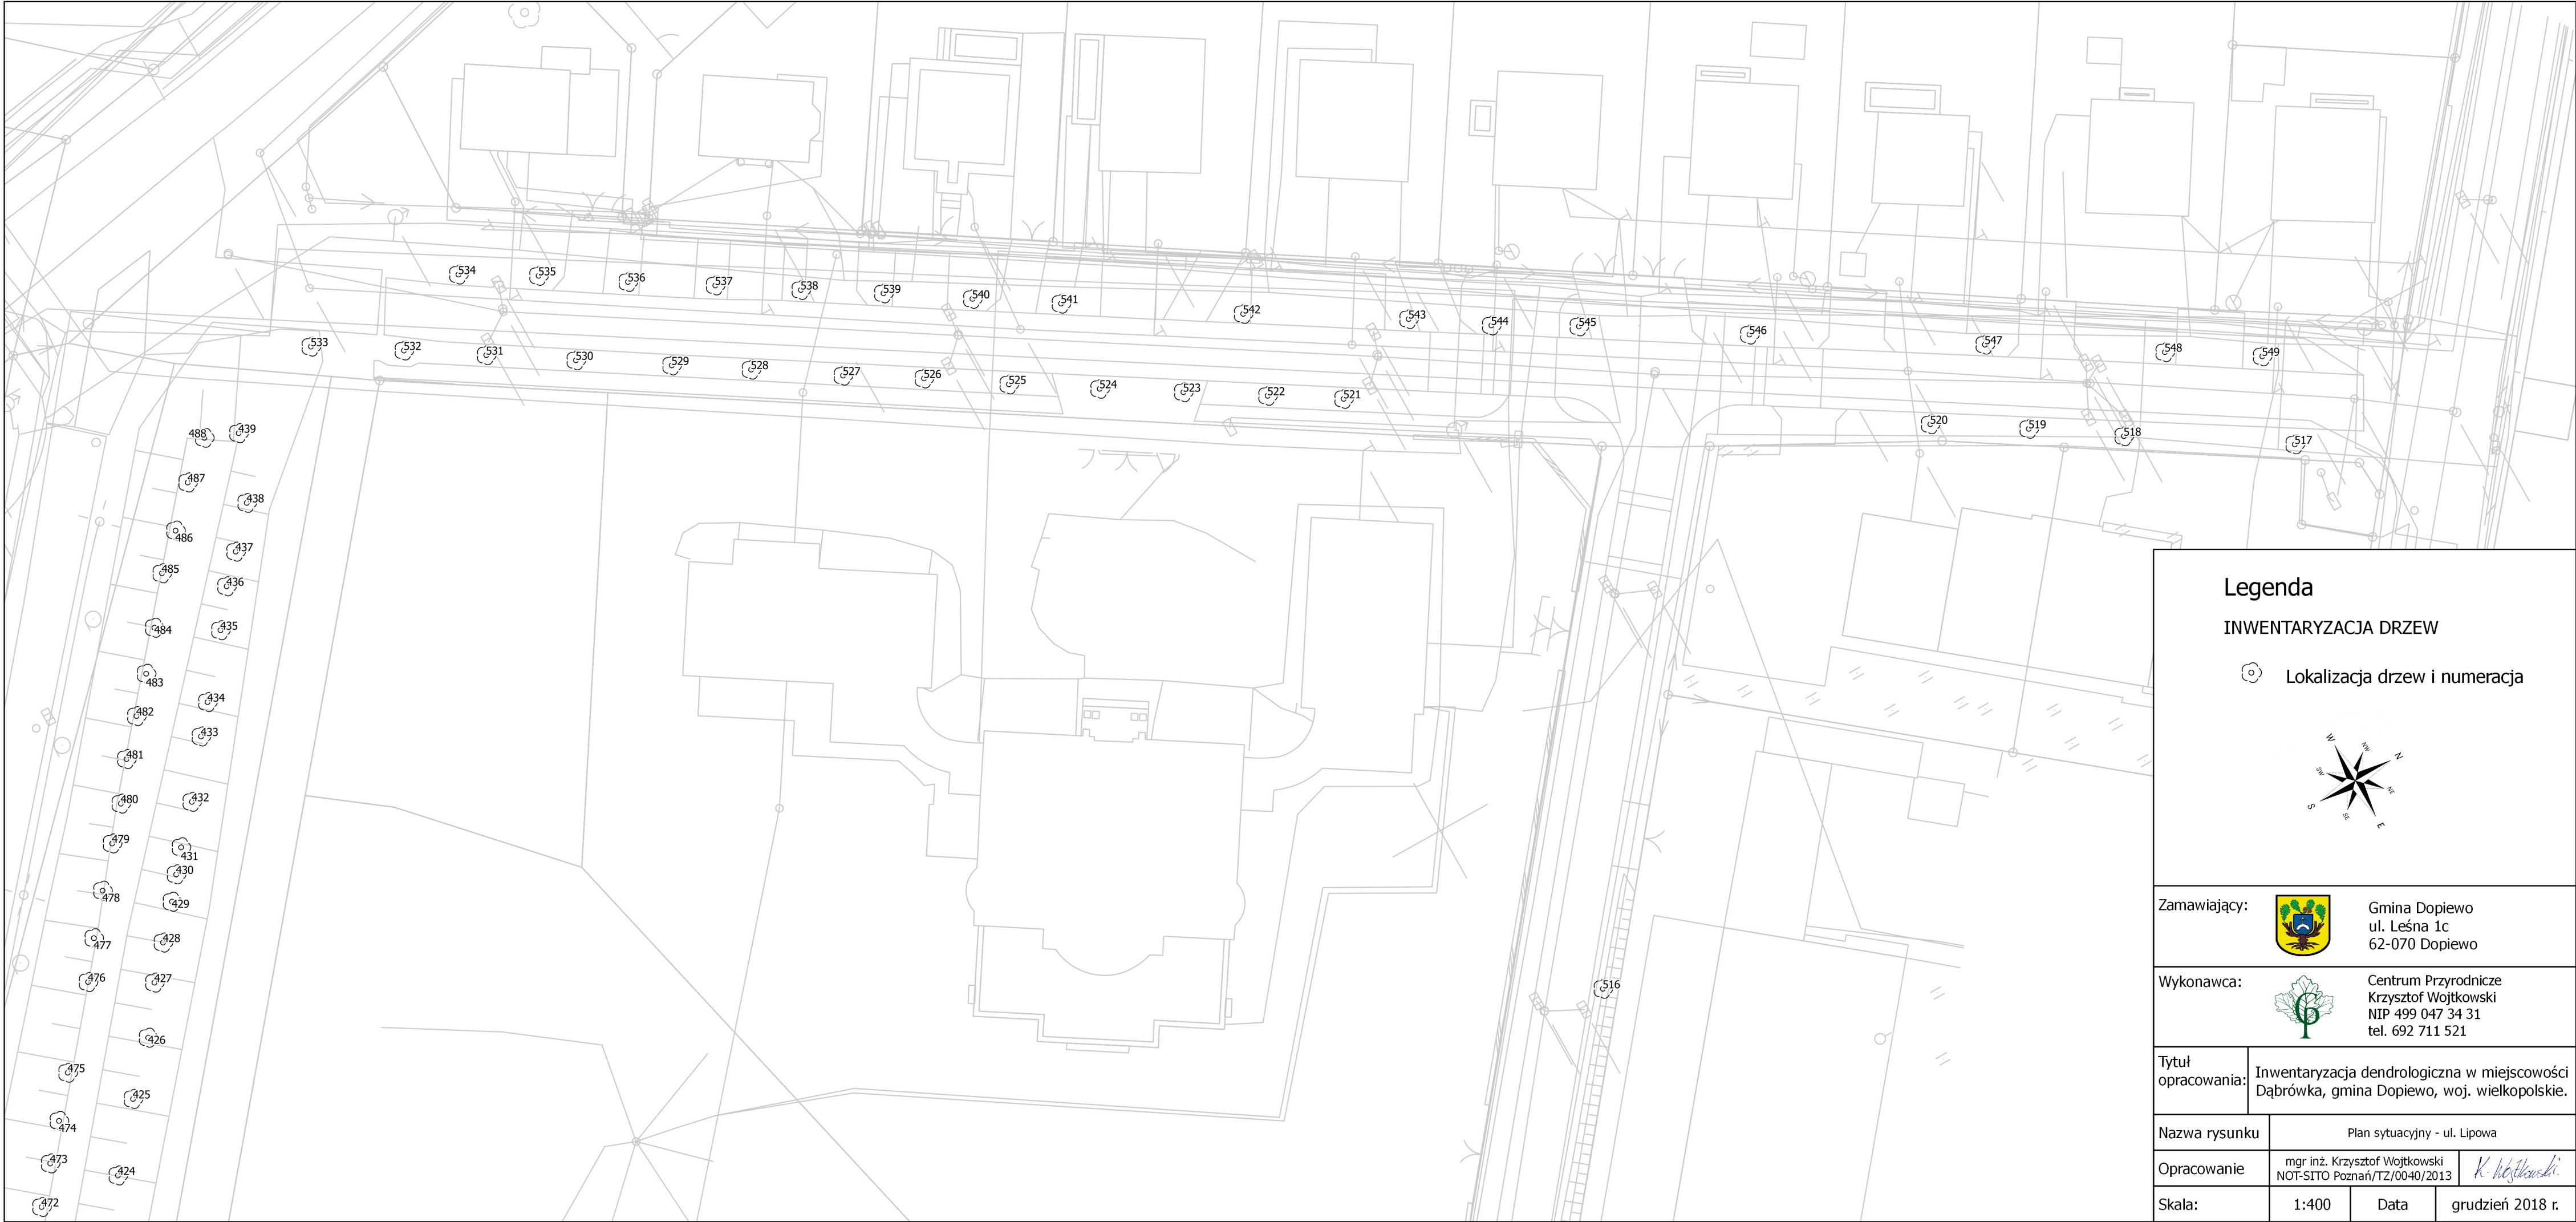 534
535
536
537
538
539
540
541
542
543
544
545
546
547
548
549
533
532
531
530
529
528
527
526
525
524
523
522
521
520
519
518
517
488
439
487
438
486
437
485
436
484
435
483
434
482
433
481
480
432
479
431
430
478
429
477
428
476
427
426
475
425
474
473
424
472
516
Legenda
INWENTARYZACJA DRZEW
Lokalizacja drzew i numeracja
W
NW
N
SW
NE
S
SE
E
Zamawiający:
Gmina Dopiewo
ul. Leśna 1c
62-070 Dopiewo
Wykonawca:
Centrum Przyrodnicze
Krzysztof Wojtkowski
NIP 499 047 34 31
tel. 692 711 521
Tytuł
opracowania:
Inwentaryzacja dendrologiczna w miejscowości
Dąbrówka, gmina Dopiewo, woj. wielkopolskie.
Nazwa rysunku
Plan sytuacyjny - ul. Lipowa
Opracowanie
mgr inż. Krzysztof Wojtkowski
NOT-SITO Poznań/TZ/0040/2013
K. Wojtkowski
Skala:
1:400
Data
grudzień 2018 r.